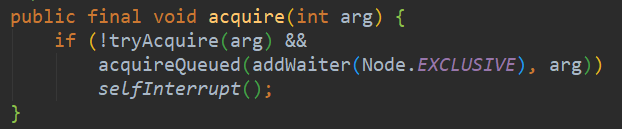 public final void acquire(int arg) {
    if (!tryAcquire(arg) &&
        acquireQueued(addWaiter(Node.EXCLUSIVE), arg))
        selfInterrupt();
}